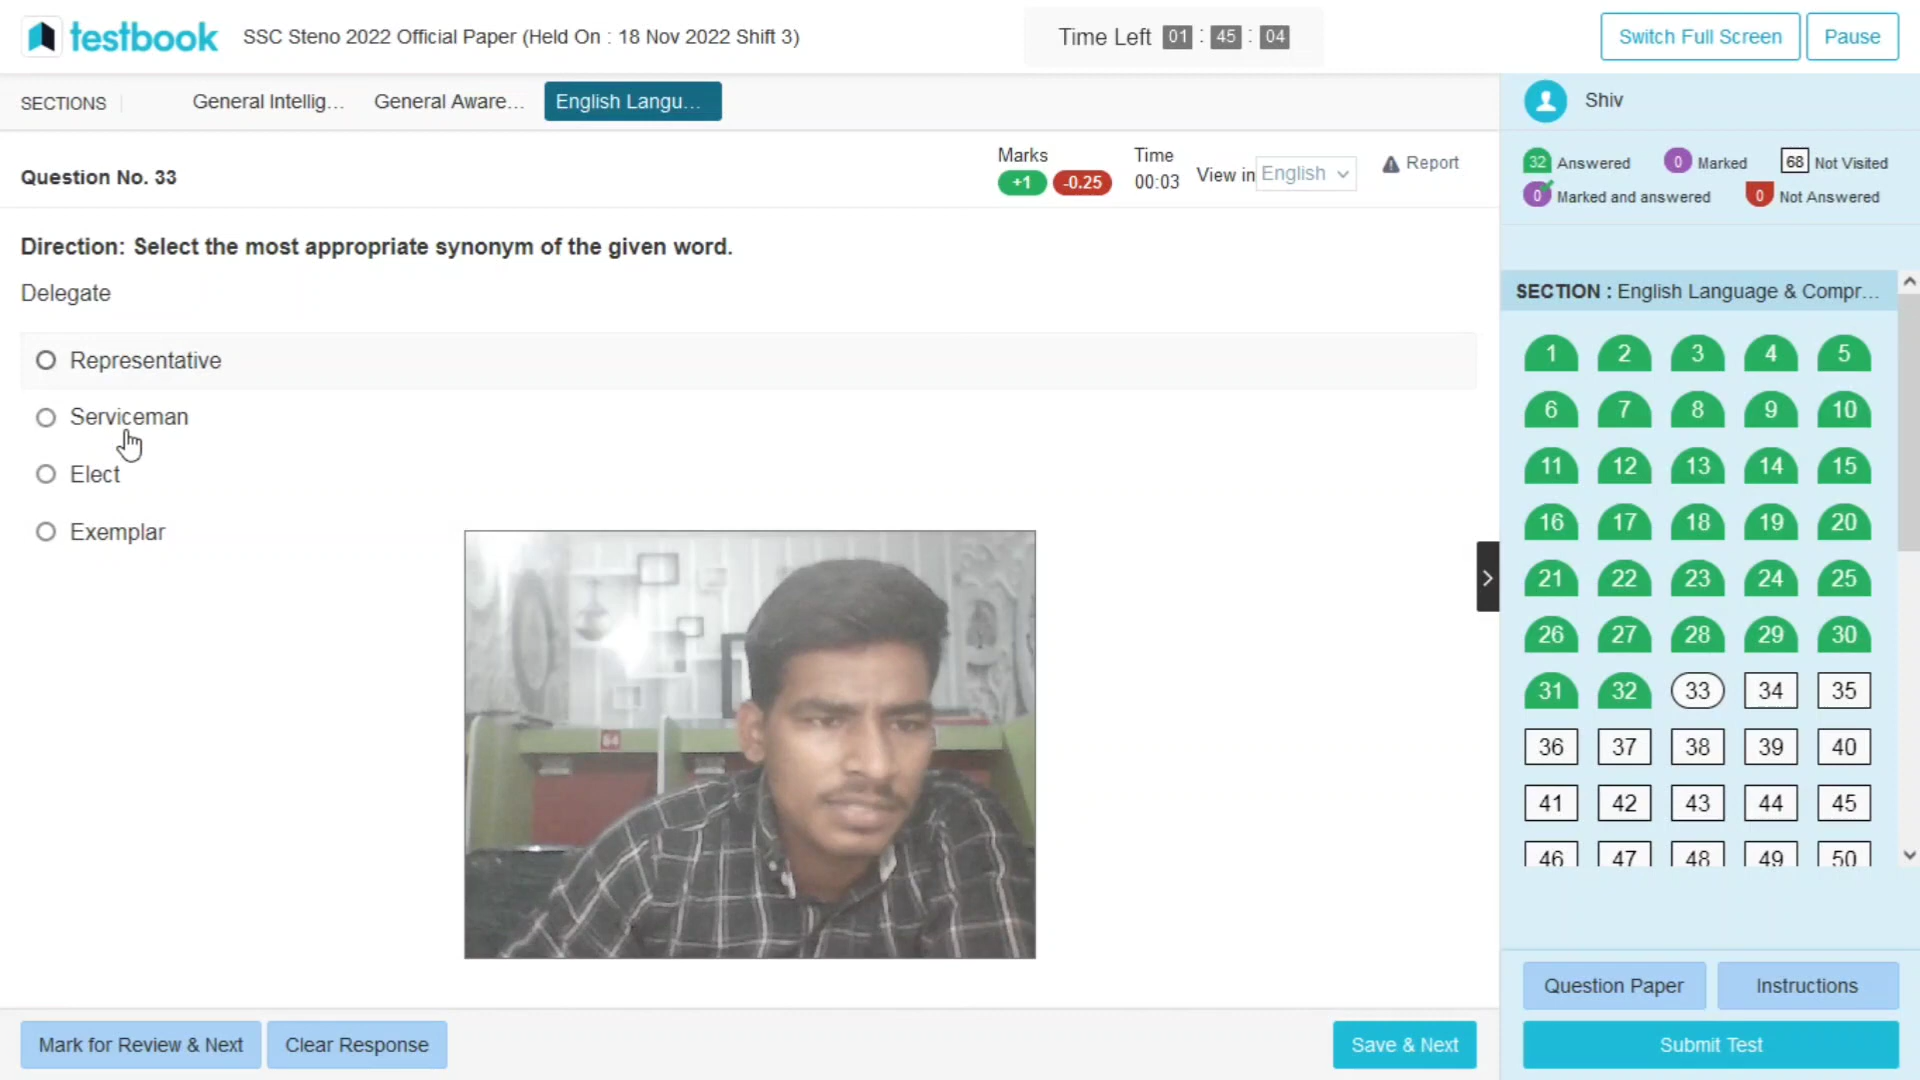 testbook
SSC Steno 2022 Official Paper (Held On : 18 Nov 2022 Shift 3)
Time Left 01 : 45 : 04
Switch Full Screen
Pause
SECTIONS
General Intellig...
General Aware...
English Langu...
Shiv
Question No. 33
Marks
+1 -0.25
Time
00:03
View in English
Report
32 Answered
0 Marked
68 Not Visited
0 Marked and answered
0 Not Answered
Direction: Select the most appropriate synonym of the given word.
Delegate
Representative
Serviceman
Elect
Exemplar
64
SECTION : English Language & Compr...
1 2 3 4 5
6 7 8 9 10
11 12 13 14 15
16 17 18 19 20
21 22 23 24 25
26 27 28 29 30
31 32 33 34 35
36 37 38 39 40
41 42 43 44 45
46 47 48 49 50
Question Paper
Instructions
Mark for Review & Next
Clear Response
Save & Next
Submit Test